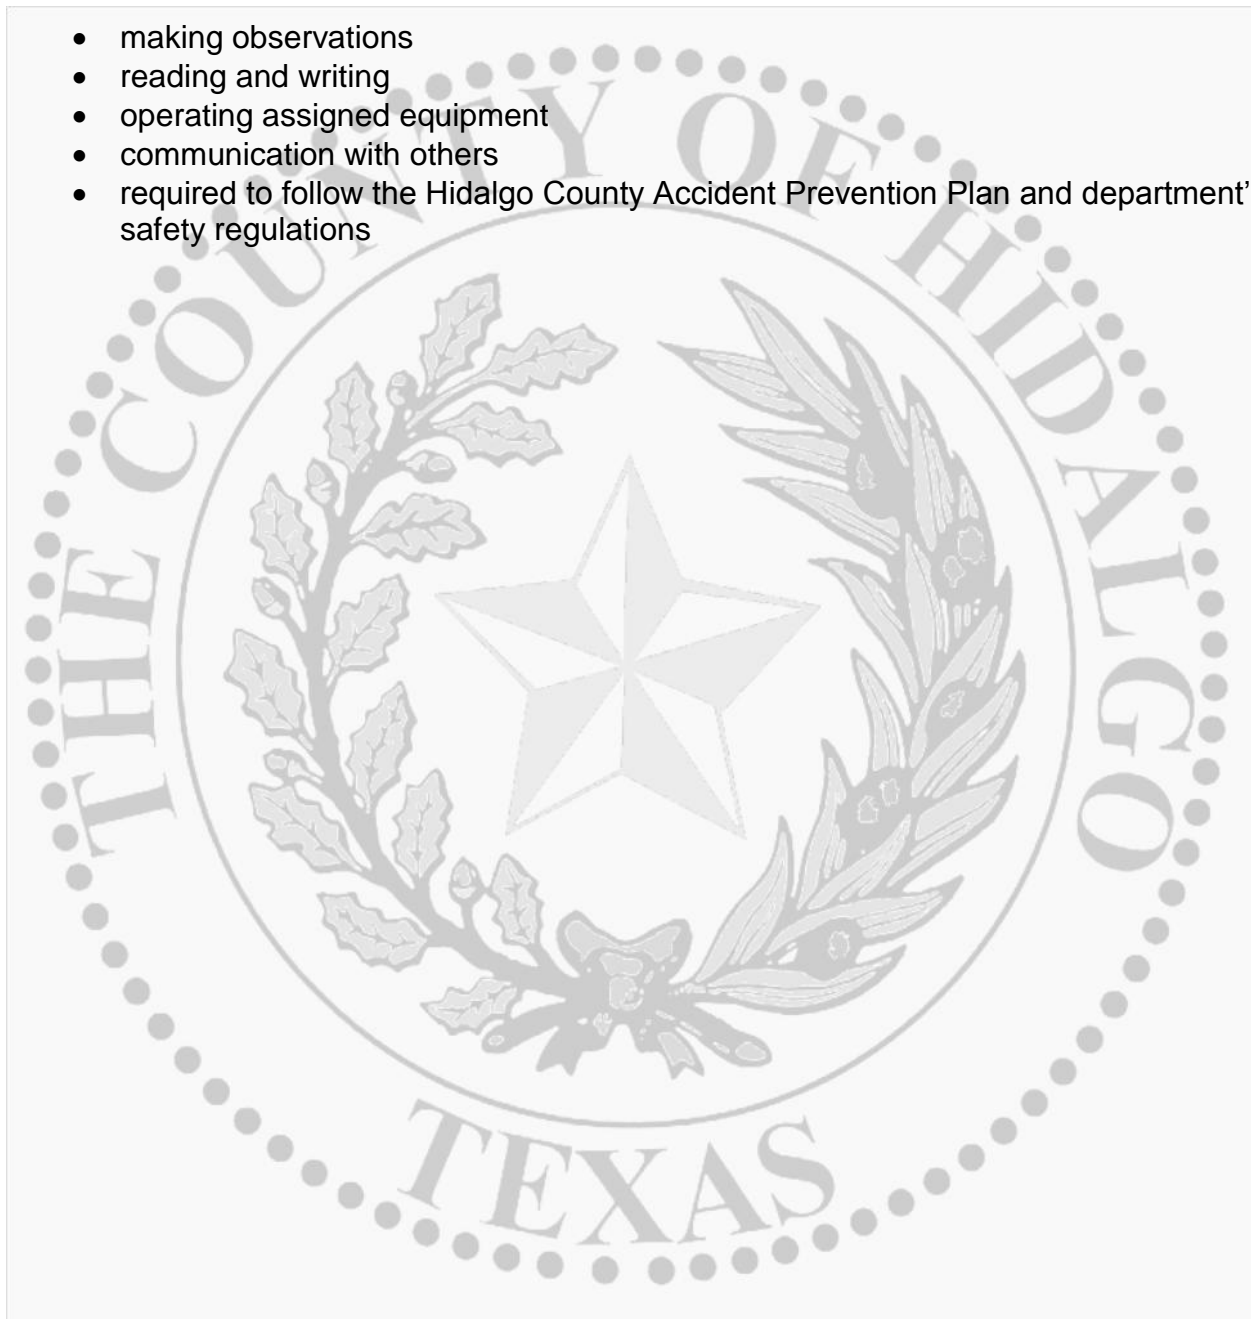 • making observations
• reading and writing
• operating assigned equipment
• communication with others
• required to follow the Hidalgo County Accident Prevention Plan and department’
safety regulations
THE COUNTY OF HIDALGO
TEXAS